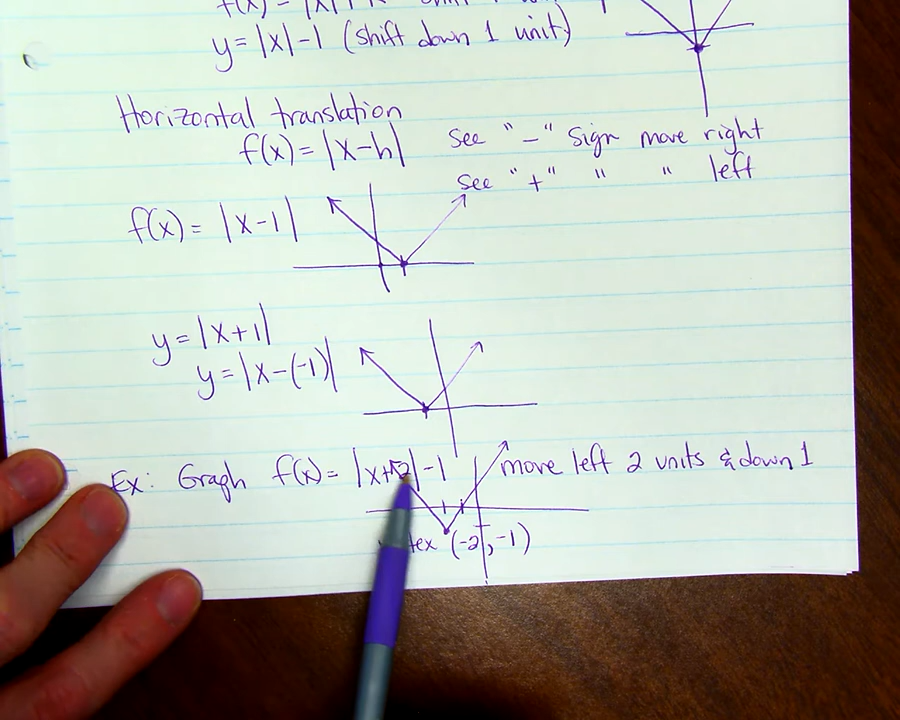 f(x) = |x|+1
y=|x|-1 (shift down 1 unit)
Horizontal translation
f(x) = |x-h| See "-" sign move right
see "+" " " left
f(x) = |x-1|
y=|x+1|
y=|x-(-1)|
Ex: Graph f(x) = |x+2|-1 move left 2 units & down 1
(-2,-1)